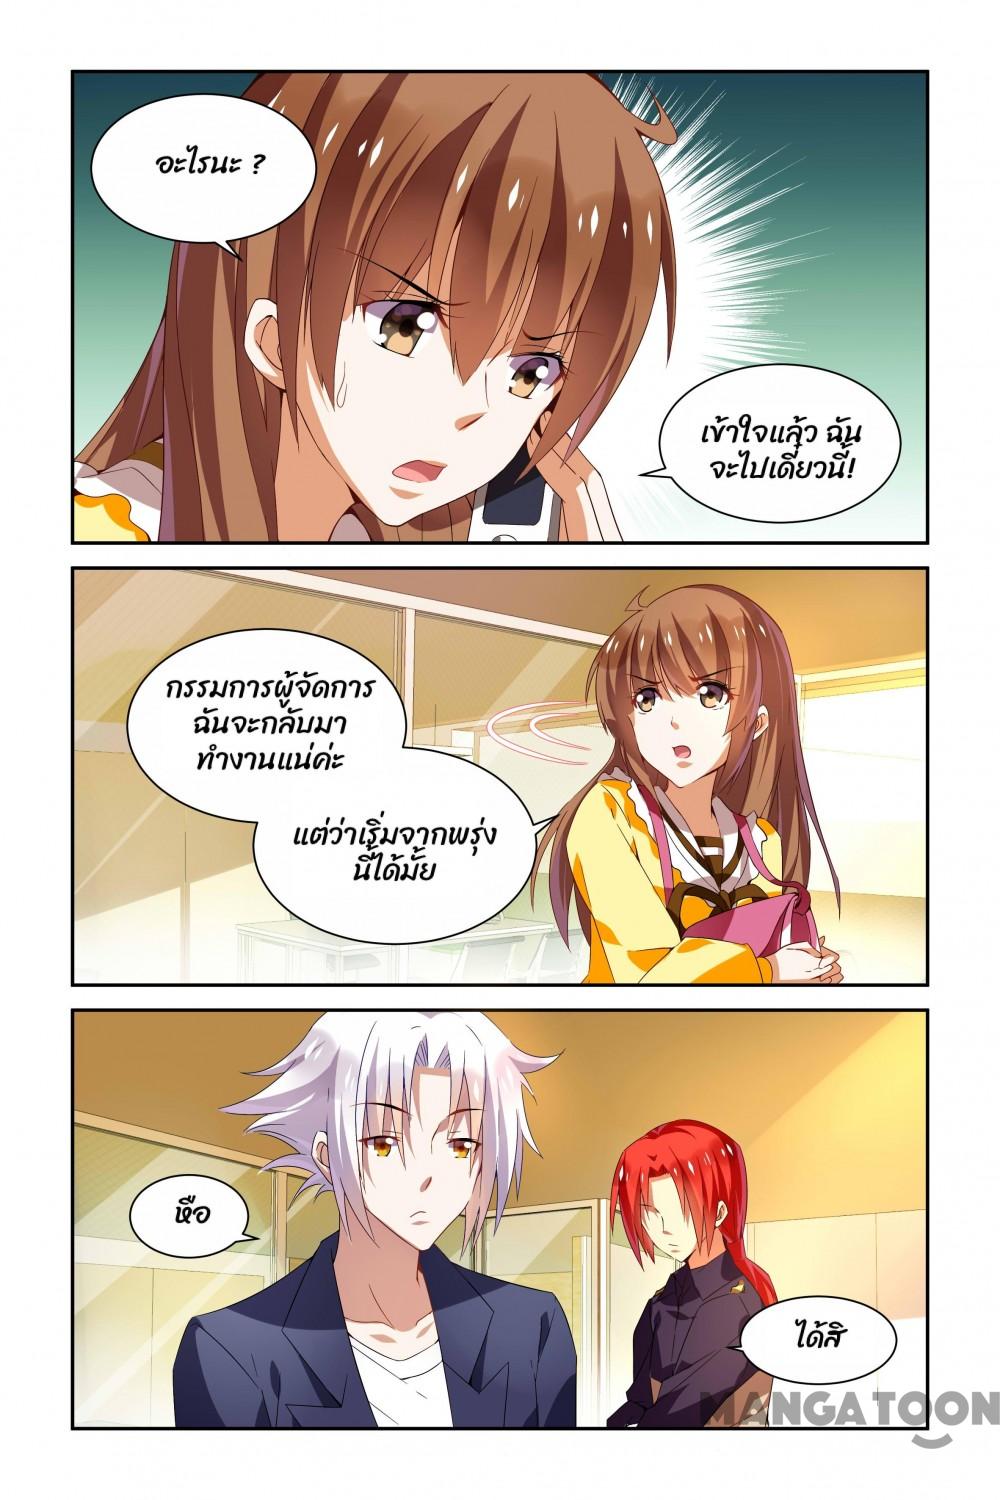 อะไรนะ ?
เข้าใจแล้ว ฉัน
จะไปเดี๋ยวนี้!
กรรมการผู้จัดการ
ฉันจะกลับมา
ทำงานแน่ค่ะ
แต่ว่าเริ่มจากพรุ่ง
นี้ได้มั้ย
หือ
ได้สิ
MANGATOON